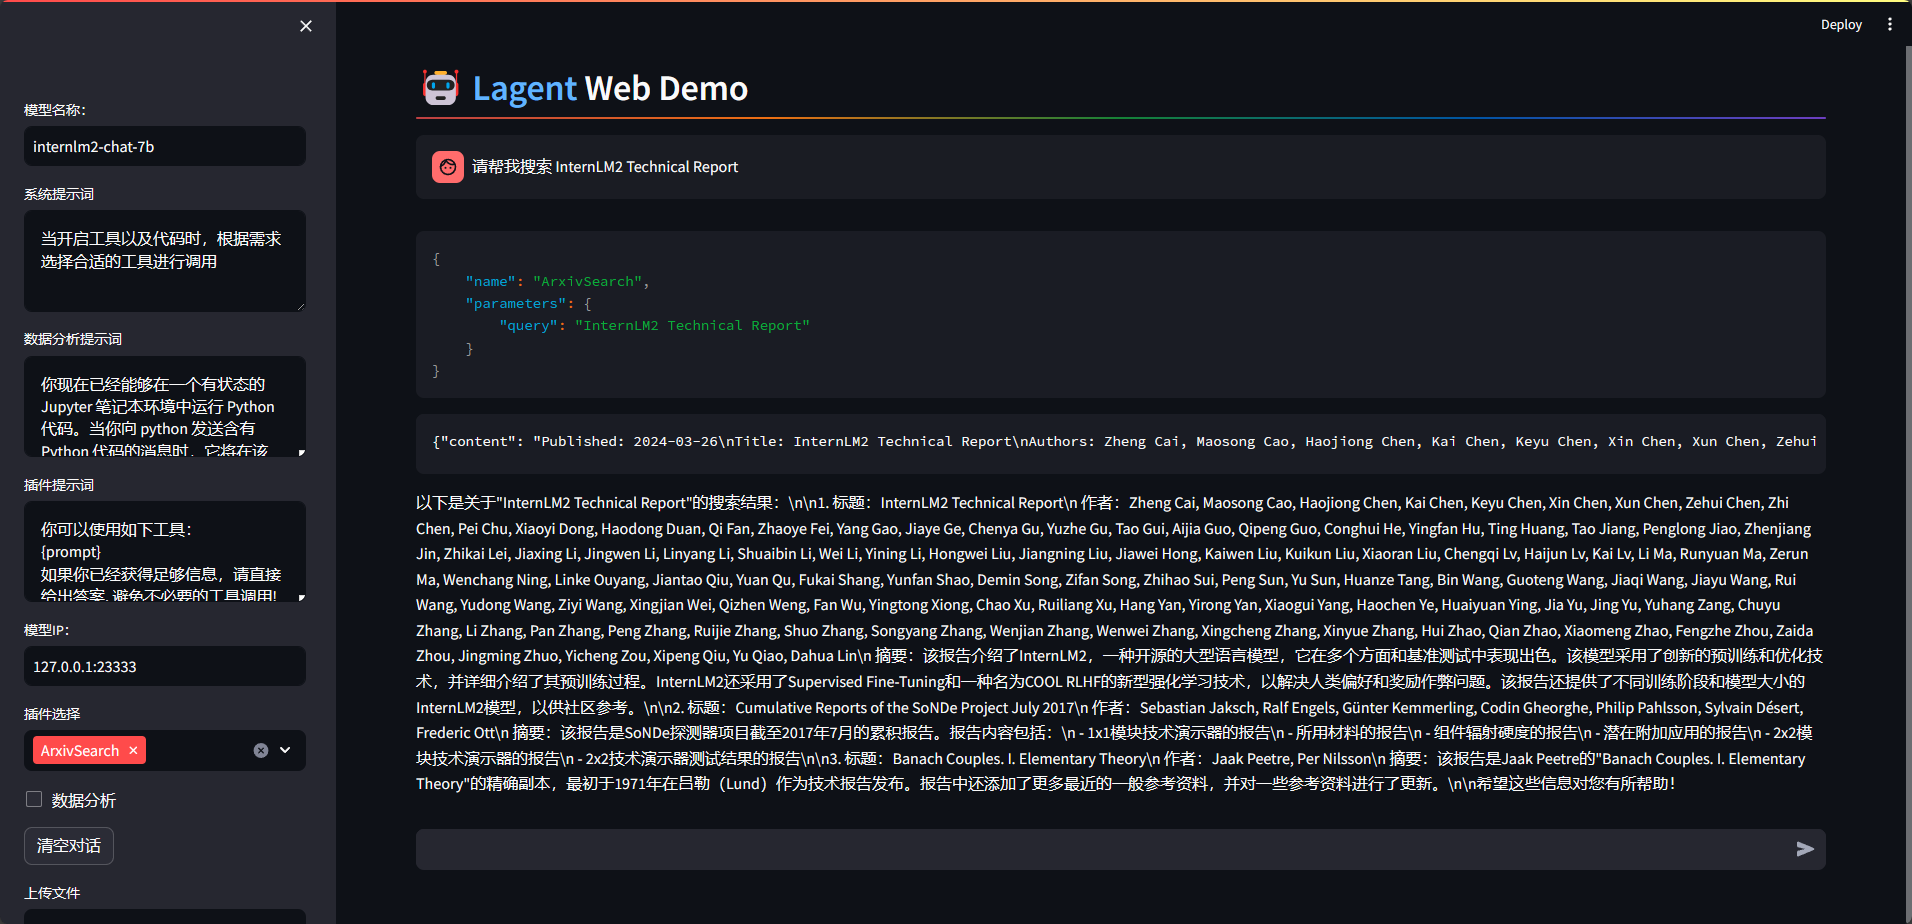 Deploy
模型名称：
internlm2-chat-7b
系统提示词
当开启工具以及代码时，根据需求
选择合适的工具进行调用
数据分析提示词
你现在已经能够在一个有状态的
Jupyter 笔记本环境中运行 Python
代码。当你向 python 发送含有
Python 代码的消息时，它将在该
插件提示词
你可以使用如下工具：
{prompt}
如果你已经获得足够信息，请直接
给出答案. 避免不必要的工具调用!
模型IP：
127.0.0.1:23333
插件选择
ArxivSearch
数据分析
清空对话
上传文件
Lagent Web Demo
请帮我搜索 InternLM2 Technical Report
{
"name": "ArxivSearch",
"parameters": {
"query": "InternLM2 Technical Report"
}
}
{"content": "Published: 2024-03-26\nTitle: InternLM2 Technical Report\nAuthors: Zheng Cai, Maosong Cao, Haojiong Chen, Kai Chen, Keyu Chen, Xin Chen, Xun Chen, Zehui
以下是关于"InternLM2 Technical Report"的搜索结果：\n\n1. 标题：InternLM2 Technical Report\n 作者：Zheng Cai, Maosong Cao, Haojiong Chen, Kai Chen, Keyu Chen, Xin Chen, Xun Chen, Zehui Chen, Zhi
Chen, Pei Chu, Xiaoyi Dong, Haodong Duan, Qi Fan, Zhaoye Fei, Yang Gao, Jiaye Ge, Chenya Gu, Yuzhe Gu, Tao Gui, Aijia Guo, Qipeng Guo, Conghui He, Yingfan Hu, Ting Huang, Tao Jiang, Penglong Jiao, Zhenjiang
Jin, Zhikai Lei, Jiaxing Li, Jingwen Li, Linyang Li, Shuaibin Li, Wei Li, Yining Li, Hongwei Liu, Jiangning Liu, Jiawei Hong, Kaiwen Liu, Kuikun Liu, Xiaoran Liu, Chengqi Lv, Haijun Lv, Kai Lv, Li Ma, Runyuan Ma, Zerun
Ma, Wenchang Ning, Linke Ouyang, Jiantao Qiu, Yuan Qu, Fukai Shang, Yunfan Shao, Demin Song, Zifan Song, Zhihao Sui, Peng Sun, Yu Sun, Huanze Tang, Bin Wang, Guoteng Wang, Jiaqi Wang, Jiayu Wang, Rui
Wang, Yudong Wang, Ziyi Wang, Xingjian Wei, Qizhen Weng, Fan Wu, Yingtong Xiong, Chao Xu, Ruiliang Xu, Hang Yan, Yirong Yan, Xiaogui Yang, Haochen Ye, Huaiyuan Ying, Jia Yu, Jing Yu, Yuhang Zang, Chuyu
Zhang, Li Zhang, Pan Zhang, Peng Zhang, Ruijie Zhang, Shuo Zhang, Songyang Zhang, Wenjian Zhang, Wenwei Zhang, Xingcheng Zhang, Xinyue Zhang, Hui Zhao, Qian Zhao, Xiaomeng Zhao, Fengzhe Zhou, Zaida
Zhou, Jingming Zhuo, Yicheng Zou, Xipeng Qiu, Yu Qiao, Dahua Lin\n 摘要：该报告介绍了InternLM2，一种开源的大型语言模型，它在多个方面和基准测试中表现出色。该模型采用了创新的预训练和优化技
术，并详细介绍了其预训练过程。InternLM2还采用了Supervised Fine-Tuning和一种名为COOL RLHF的新型强化学习技术，以解决人类偏好和奖励作弊问题。该报告还提供了不同训练阶段和模型大小的
InternLM2模型，以供社区参考。\n\n2. 标题：Cumulative Reports of the SoNDe Project July 2017\n 作者：Sebastian Jaksch, Ralf Engels, Günter Kemmerling, Codin Gheorghe, Philip Pahlsson, Sylvain Désert,
Frederic Ott\n 摘要：该报告是SoNDe探测器项目截至2017年7月的累积报告。报告内容包括：\n - 1x1模块技术演示器的报告\n - 所用材料的报告\n - 组件辐射硬度的报告\n - 潜在附加应用的报告\n - 2x2模
块技术演示器的报告\n - 2x2技术演示器测试结果的报告\n\n3. 标题：Banach Couples. I. Elementary Theory\n 作者：Jaak Peetre, Per Nilsson\n 摘要：该报告是Jaak Peetre的"Banach Couples. I. Elementary
Theory"的精确副本，最初于1971年在吕勒（Lund）作为技术报告发布。报告中还添加了更多最近的一般参考资料，并对一些参考资料进行了更新。\n\n希望这些信息对您有所帮助！